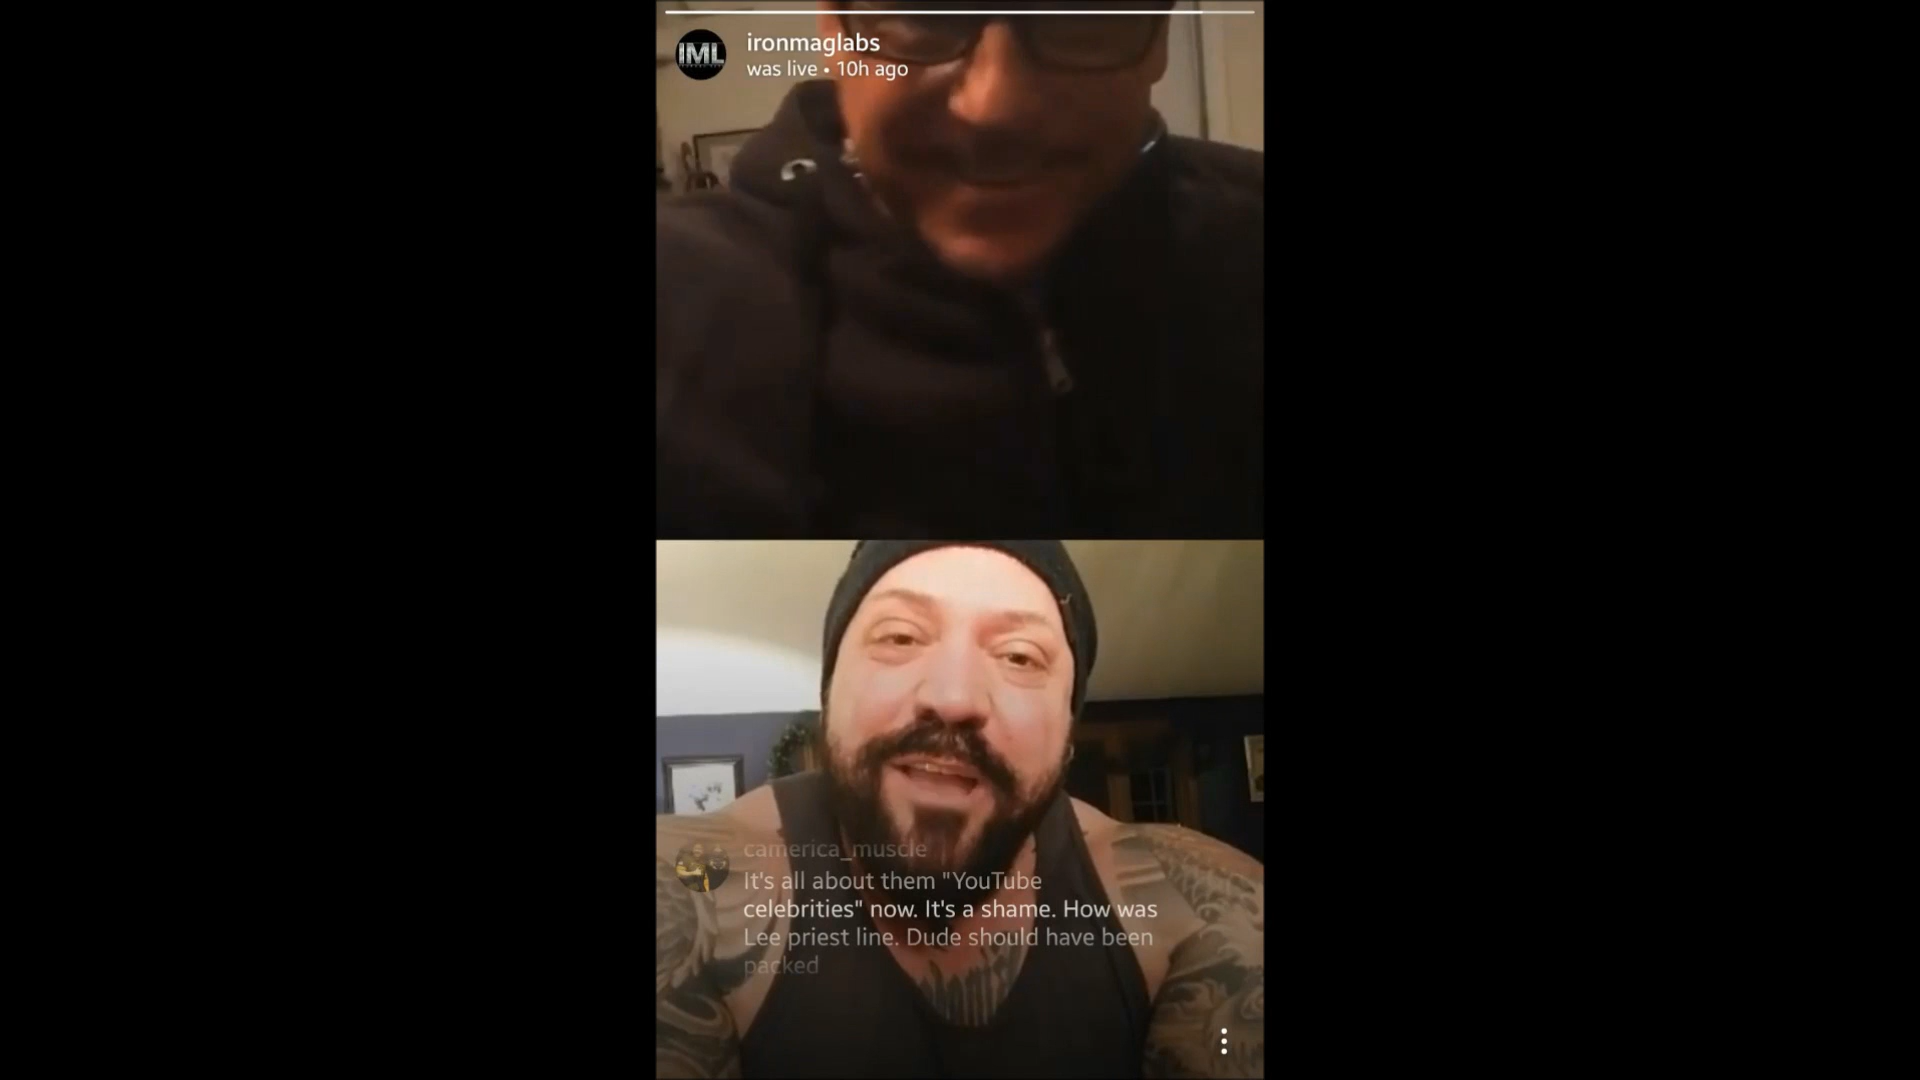 IML
ironmaglabs
was live • 10h ago
camerica_muscle
It's all about them "YouTube
celebrities" now. It's a shame. How was
Lee priest line. Dude should have been
packed